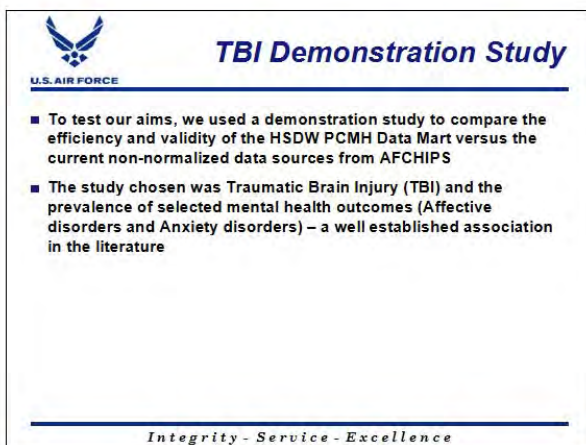 TBI Demonstration Study
U.S. AIR FORCE
■ To test our aims, we used a demonstration study to compare the
efficiency and validity of the HSDW PCMH Data Mart versus the
current non-normalized data sources from AFCHIPS
■ The study chosen was Traumatic Brain Injury (TBI) and the
prevalence of selected mental health outcomes (Affective
disorders and Anxiety disorders) – a well established association
in the literature
Integrity - Service - Excellence